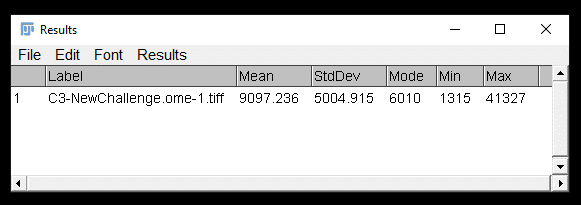 Results
File Edit Font Results
Label Mean StdDev Mode Min Max
1 C3-NewChallenge.ome-1.tiff 9097.236 5004.915 6010 1315 41327